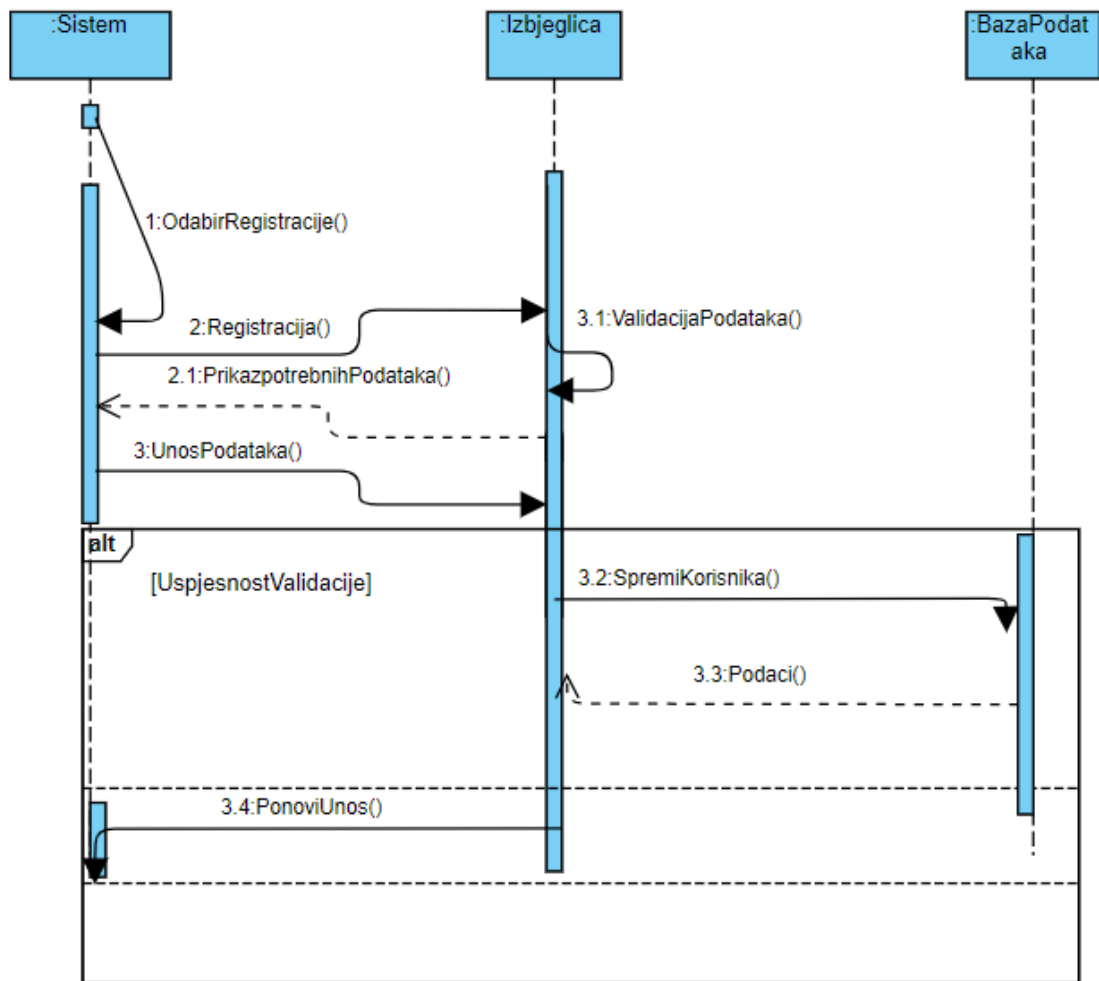 :Sistem
:Izbjeglica
:BazaPodat
aka
1:OdabirRegistracije()
2:Registracija()
3.1:ValidacijaPodataka()
2.1:PrikazpotrebnihPodataka()
3:UnosPodataka()
alt
[UspjesnostValidacije]
3.2:SpremiKorisnika()
3.3:Podaci()
3.4:PonoviUnos()